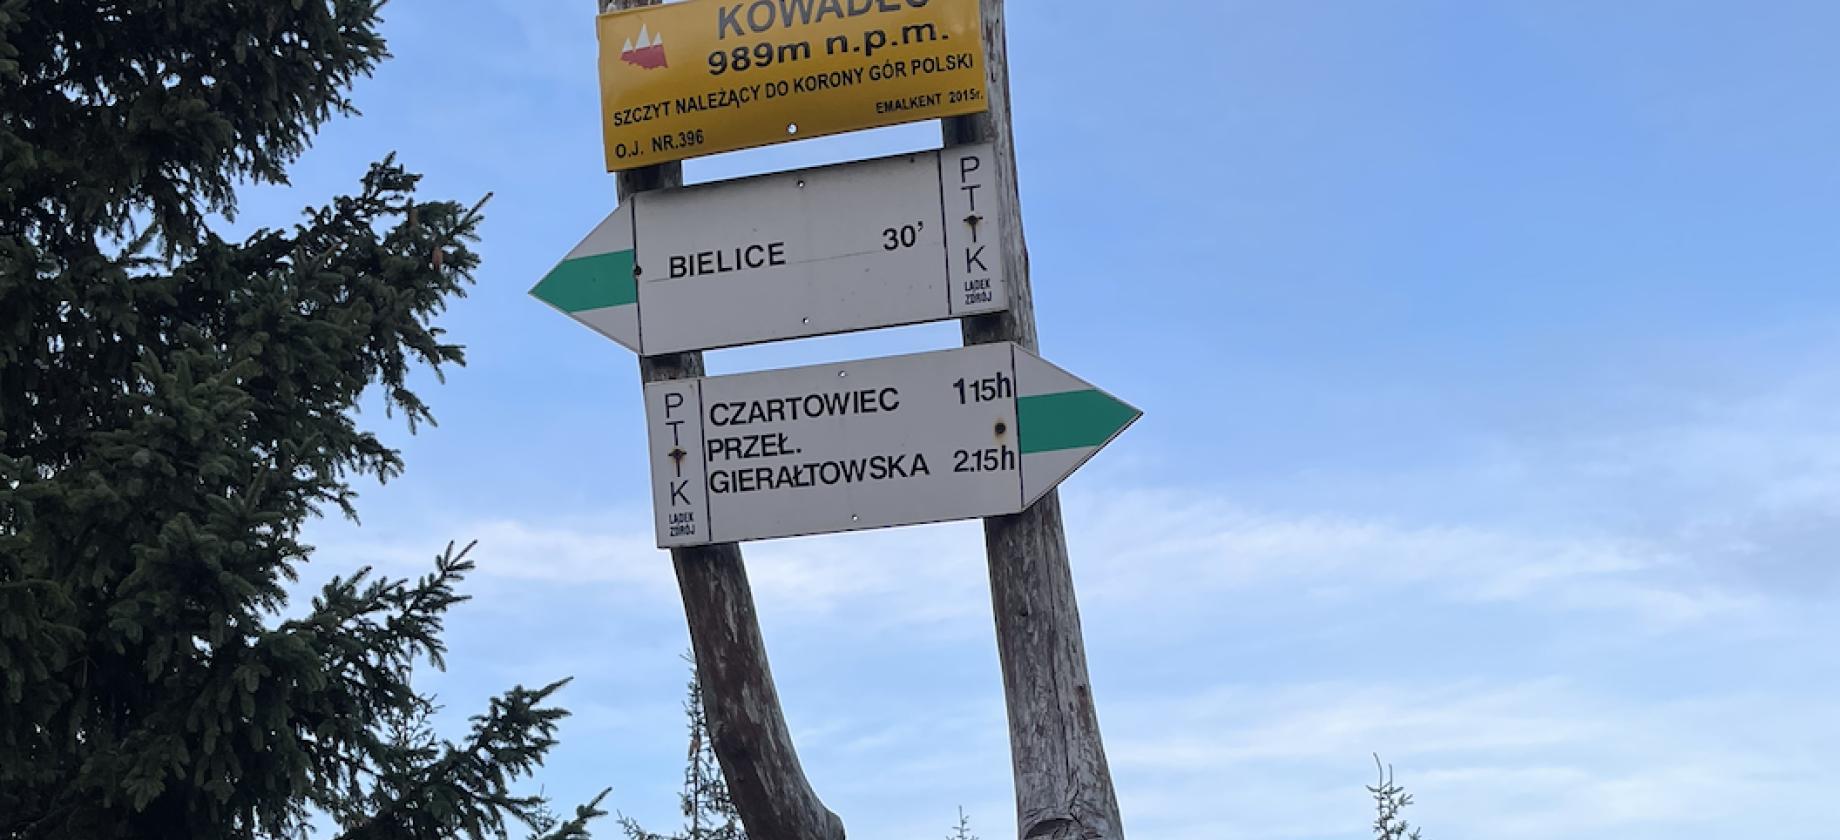 KOWADŁO
989m n.p.m.
SZCZYT NALEŻĄCY DO KORONY GÓR POLSKI
EMALKENT 2015r.
O.J. NR.396
BIELICE 30’
PTTK
LĄDEK
ZDRÓJ
PTTK
LĄDEK
ZDRÓJ
CZARTOWIEC 1 15h
PRZEŁ.
GIERAŁTOWSKA 2.15h